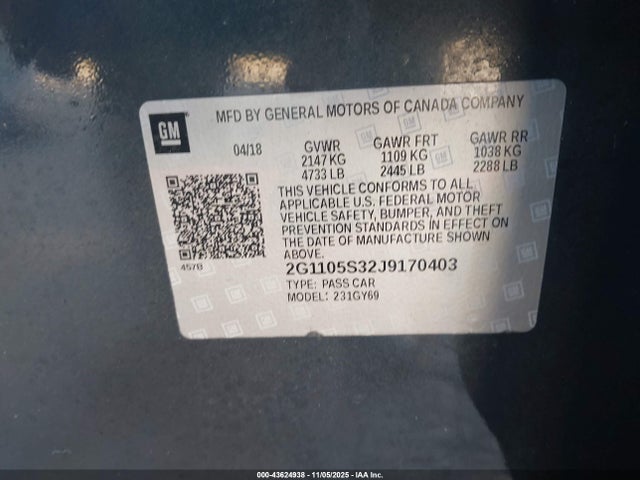 MFD BY GENERAL MOTORS OF CANADA COMPANY
GM
04/18 GVWR GAWR FRT GAWR RR
2147 KG 1109 KG 1038 KG
4733 LB 2445 LB 2288 LB
THIS VEHICLE CONFORMS TO ALL
APPLICABLE U.S. FEDERAL MOTOR
VEHICLE SAFETY, BUMPER, AND THEFT
PREVENTION STANDARDS IN EFFECT ON
THE DATE OF MANUFACTURE SHOWN
ABOVE.
457B
2G1105S32J9170403
TYPE: PASS CAR
MODEL: 231GY69
000-43624938 - 11/05/2025 - IAA Inc.